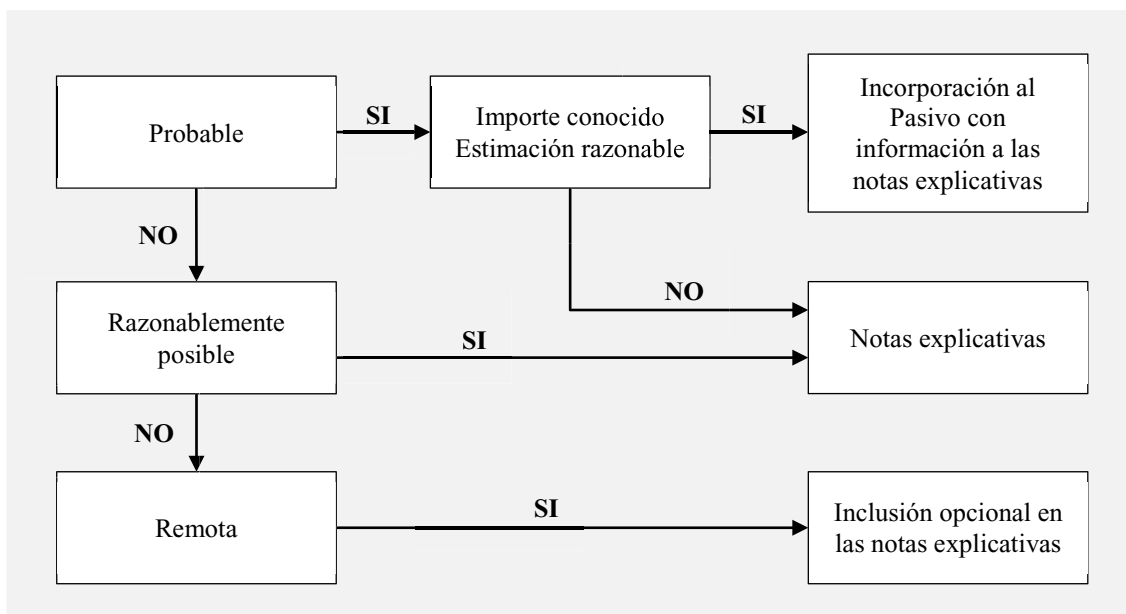 Probable
SI
Importe conocido
Estimación razonable
SI
Incorporación al
Pasivo con
información a las
notas explicativas
NO
Razonablemente
posible
SI
NO
Notas explicativas
NO
Remota
SI
Inclusión opcional en
las notas explicativas